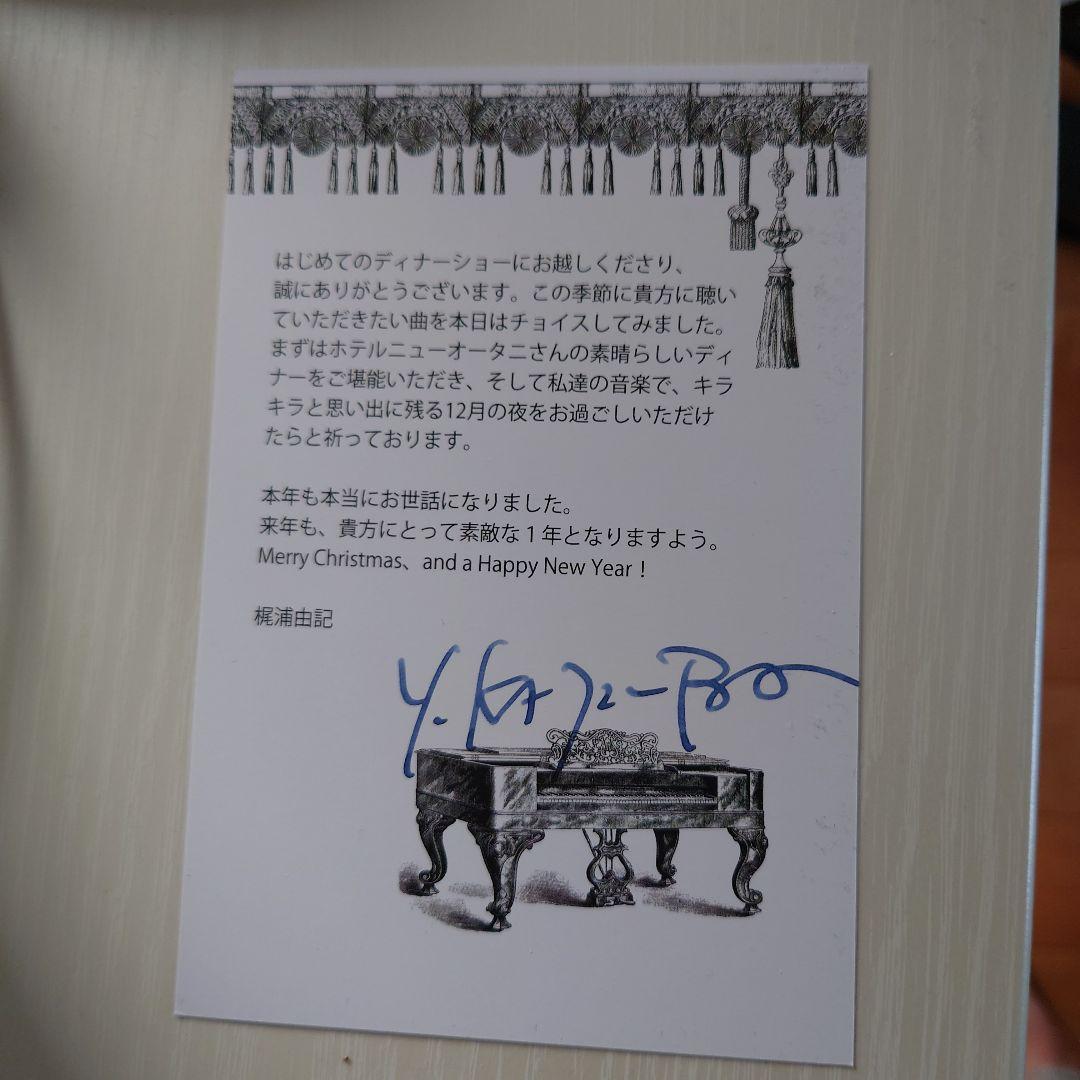 はじめてのディナーショーにお越しくださり、
誠にありがとうございます。この季節に貴方に聴い
ていただきたい曲を本日はチョイスしてみました。
まずはホテルニューオータニさんの素晴らしいディ
ナーをご堪能いただき、そして私達の音楽で、キラ
キラと思い出に残る12月の夜をお過ごしいただけ
たらと祈っております。
本年も本当にお世話になりました。
来年も、貴方にとって素敵な１年となりますよう。
Merry Christmas、and a Happy New Year！
梶浦由記